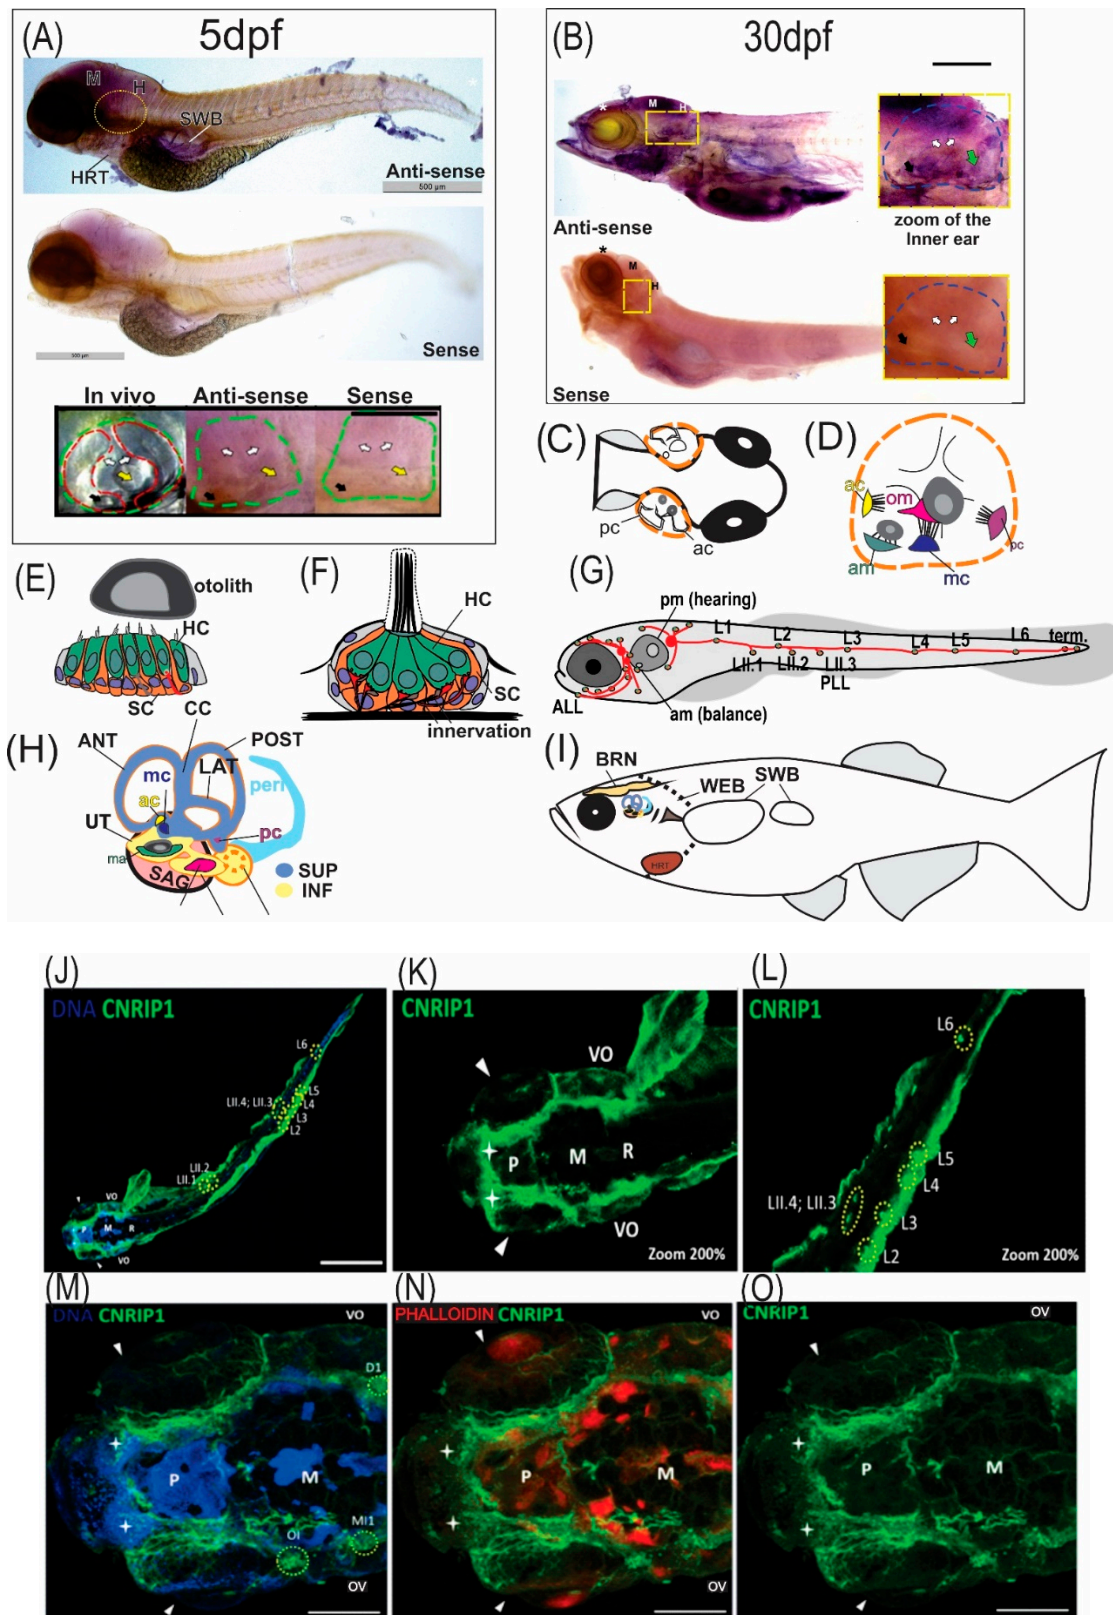 (A)
5dpf
M
H
SWB
HRT
Anti-sense
500 µm
500 µm
Sense
In vivo
Anti-sense
Sense
(B)
30dpf
*
M
H
Anti-sense
zoom of the
Inner ear
*
M
H
Sense
(C)
pc
ac
(D)
ac
om
pc
am
mc
(E)
otolith
HC
SC
CC
(F)
HC
SC
innervation
(G)
pm (hearing)
L1
L2
L3
L4
L5
L6
term.
LII.1
LII.2
LII.3
PLL
ALL
am (balance)
(H)
ANT
POST
mc
LAT
peri
ac
UT
pc
ma
SAG
SUP
INF
(I)
BRN
WEB
SWB
HRT
(J)
DNA CNRIP1
L6
L5
LII.4; LII.3
L4
L3
L2
LII.2
LII.1
VO
P
M
R
VO
(K)
CNRIP1
VO
P
M
R
VO
Zoom 200%
(L)
CNRIP1
L6
L5
L4
LII.4; LII.3
L3
L2
Zoom 200%
(M)
DNA CNRIP1
VO
D1
P
M
MI1
OI
OV
(N)
PHALLOIDIN CNRIP1
VO
P
M
OV
(O)
CNRIP1
OV
P
M